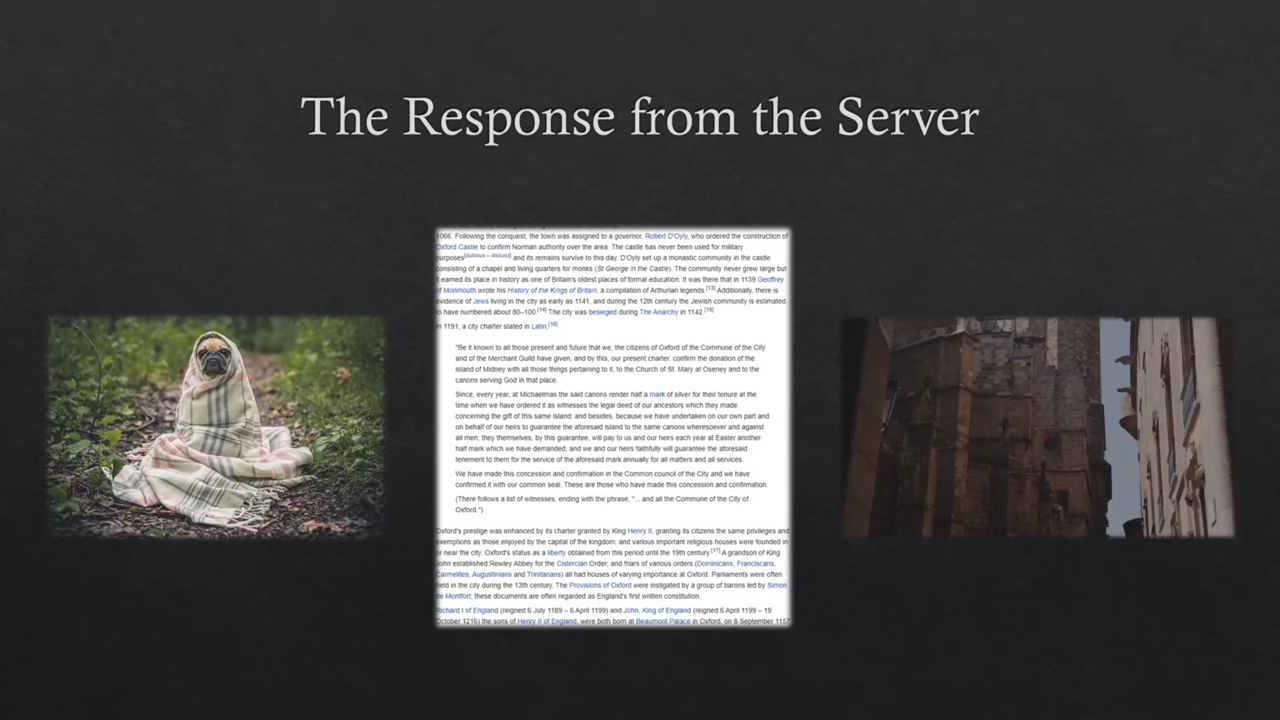 The Response from the Server
1066. Following the conquest, the town was assigned to a governor, Robert D'Oyly, who ordered the construction of
Oxford Castle to confirm Norman authority over the area. The castle has never been used for military
purposes[dubious – discuss] and its remains survive to this day. D'Oyly set up a monastic community in the castle
consisting of a chapel and living quarters for monks (St George in the Castle). The community never grew large but
it earned its place in history as one of Britain's oldest places of formal education. It was there that in 1139 Geoffrey
of Monmouth wrote his History of the Kings of Britain, a compilation of Arthurian legends.[13] Additionally, there is
evidence of Jews living in the city as early as 1141, and during the 12th century the Jewish community is estimated
to have numbered about 80–100.[14] The city was besieged during The Anarchy in 1142.[15]
In 1191, a city charter stated in Latin,[16]
"Be it known to all those present and future that we, the citizens of Oxford of the Commune of the City
and of the Merchant Guild have given, and by this, our present charter, confirm the donation of the
island of Midney with all those things pertaining to it, to the Church of St. Mary at Oseney and to the
canons serving God in that place.
Since, every year, at Michaelmas the said canons render half a mark of silver for their tenure at the
time when we have ordered it as witnesses the legal deed of our ancestors which they made
concerning the gift of this same island; and besides, because we have undertaken on our own part and
on behalf of our heirs to guarantee the aforesaid island to the same canons wheresoever and against
all men; they themselves, by this guarantee, will pay to us and our heirs each year at Easter another
half mark which we have demanded; and we and our heirs faithfully will guarantee the aforesaid
tenement to them for the service of the aforesaid mark annually for all matters and all services.
We have made this concession and confirmation in the Common council of the City and we have
confirmed it with our common seal. These are those who have made this concession and confirmation.
(There follows a list of witnesses, ending with the phrase, "... and all the Commune of the City of
Oxford.")
Oxford's prestige was enhanced by its charter granted by King Henry II, granting its citizens the same privileges and
exemptions as those enjoyed by the capital of the kingdom; and various important religious houses were founded in
or near the city. Oxford's status as a liberty obtained from this period until the 19th century.[17] A grandson of King
John established Rewley Abbey for the Cistercian Order; and friars of various orders (Dominicans, Franciscans,
Carmelites, Augustinians and Trinitarians) all had houses of varying importance at Oxford. Parliaments were often
held in the city during the 13th century. The Provisions of Oxford were instigated by a group of barons led by Simon
de Montfort; these documents are often regarded as England's first written constitution.
Richard I of England (reigned 6 July 1189 – 6 April 1199) and John, King of England (reigned 6 April 1199 – 19
October 1216) the sons of Henry II of England, were both born at Beaumont Palace in Oxford, on 8 September 1157